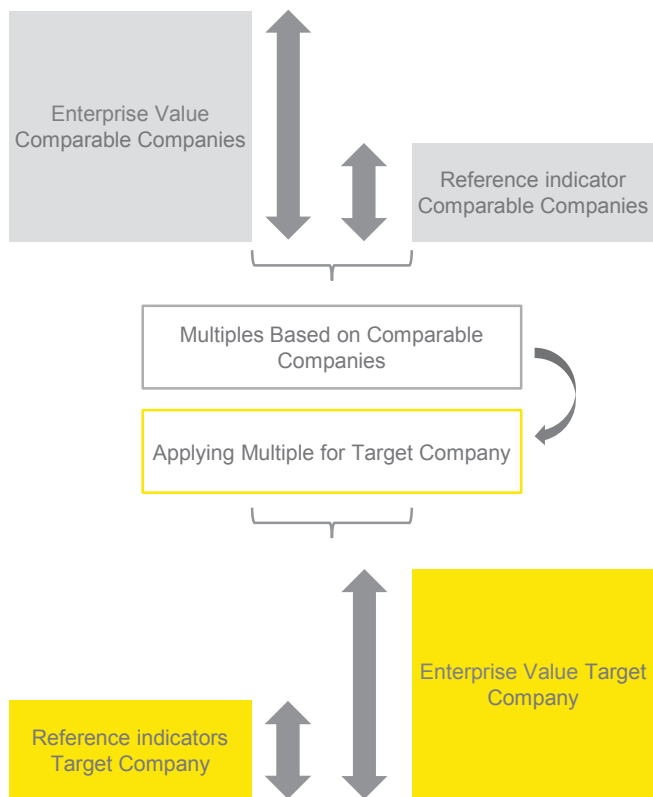 Enterprise Value
Comparable Companies
Reference indicator
Comparable Companies
Multiples Based on Comparable
Companies
Applying Multiple for Target Company
Enterprise Value Target
Company
Reference indicators
Target Company